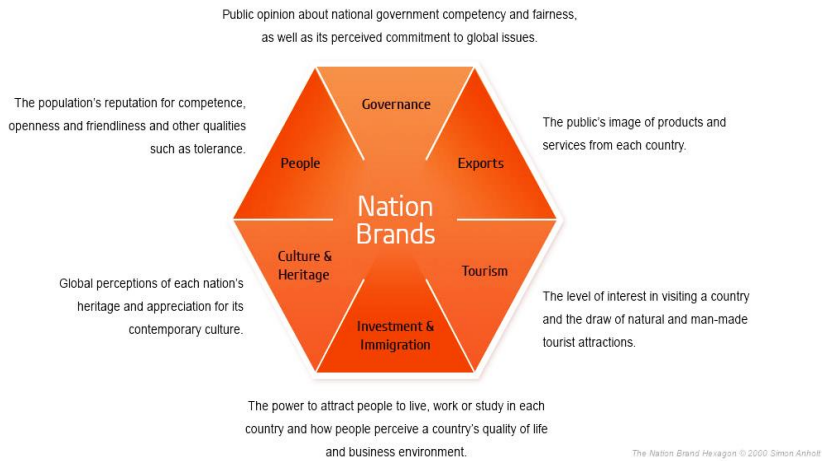 Public opinion about national government competency and fairness,
as well as its perceived commitment to global issues.
Governance
The population's reputation for competence,
openness and friendliness and other qualities
such as tolerance.
People
The public's image of products and
services from each country.
Exports
Nation
Brands
Culture &
Heritage
Global perceptions of each nation's
heritage and appreciation for its
contemporary culture.
Tourism
The level of interest in visiting a country
and the draw of natural and man-made
tourist attractions.
Investment &
Immigration
The power to attract people to live, work or study in each
country and how people perceive a country's quality of life
and business environment.
The Nation Brand Hexagon © 2000 Simon Anholt